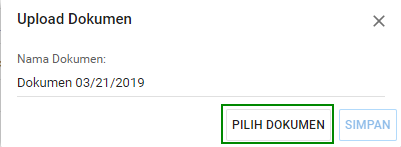 Upload Dokumen
Nama Dokumen:
Dokumen 03/21/2019
PILIH DOKUMEN SIMPAN